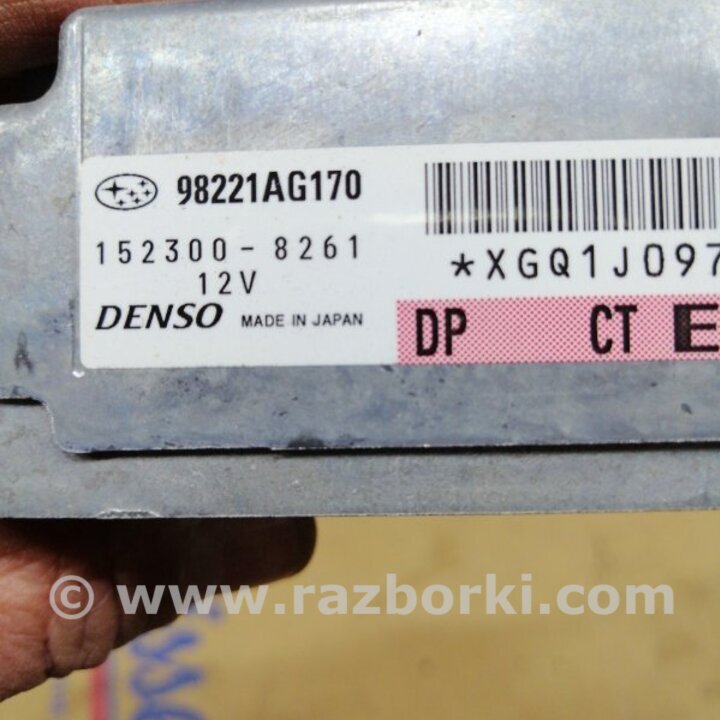 98221AG170
152300-8261
12V
DENSO MADE IN JAPAN
*XGQ1J097
DP CT E
A
© www.razborki.com